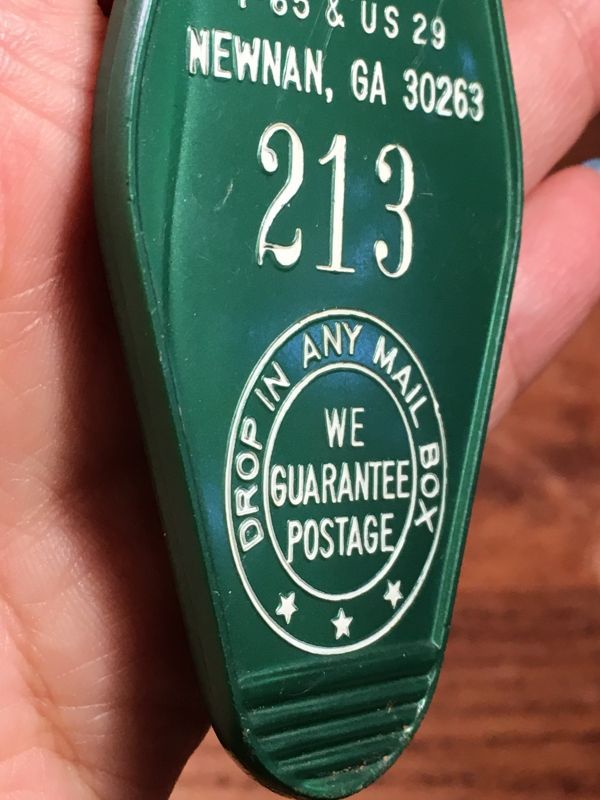 I-85 & US 29
NEWNAN, GA 30263
213
DROP IN ANY MAIL BOX
WE
GUARANTEE
POSTAGE